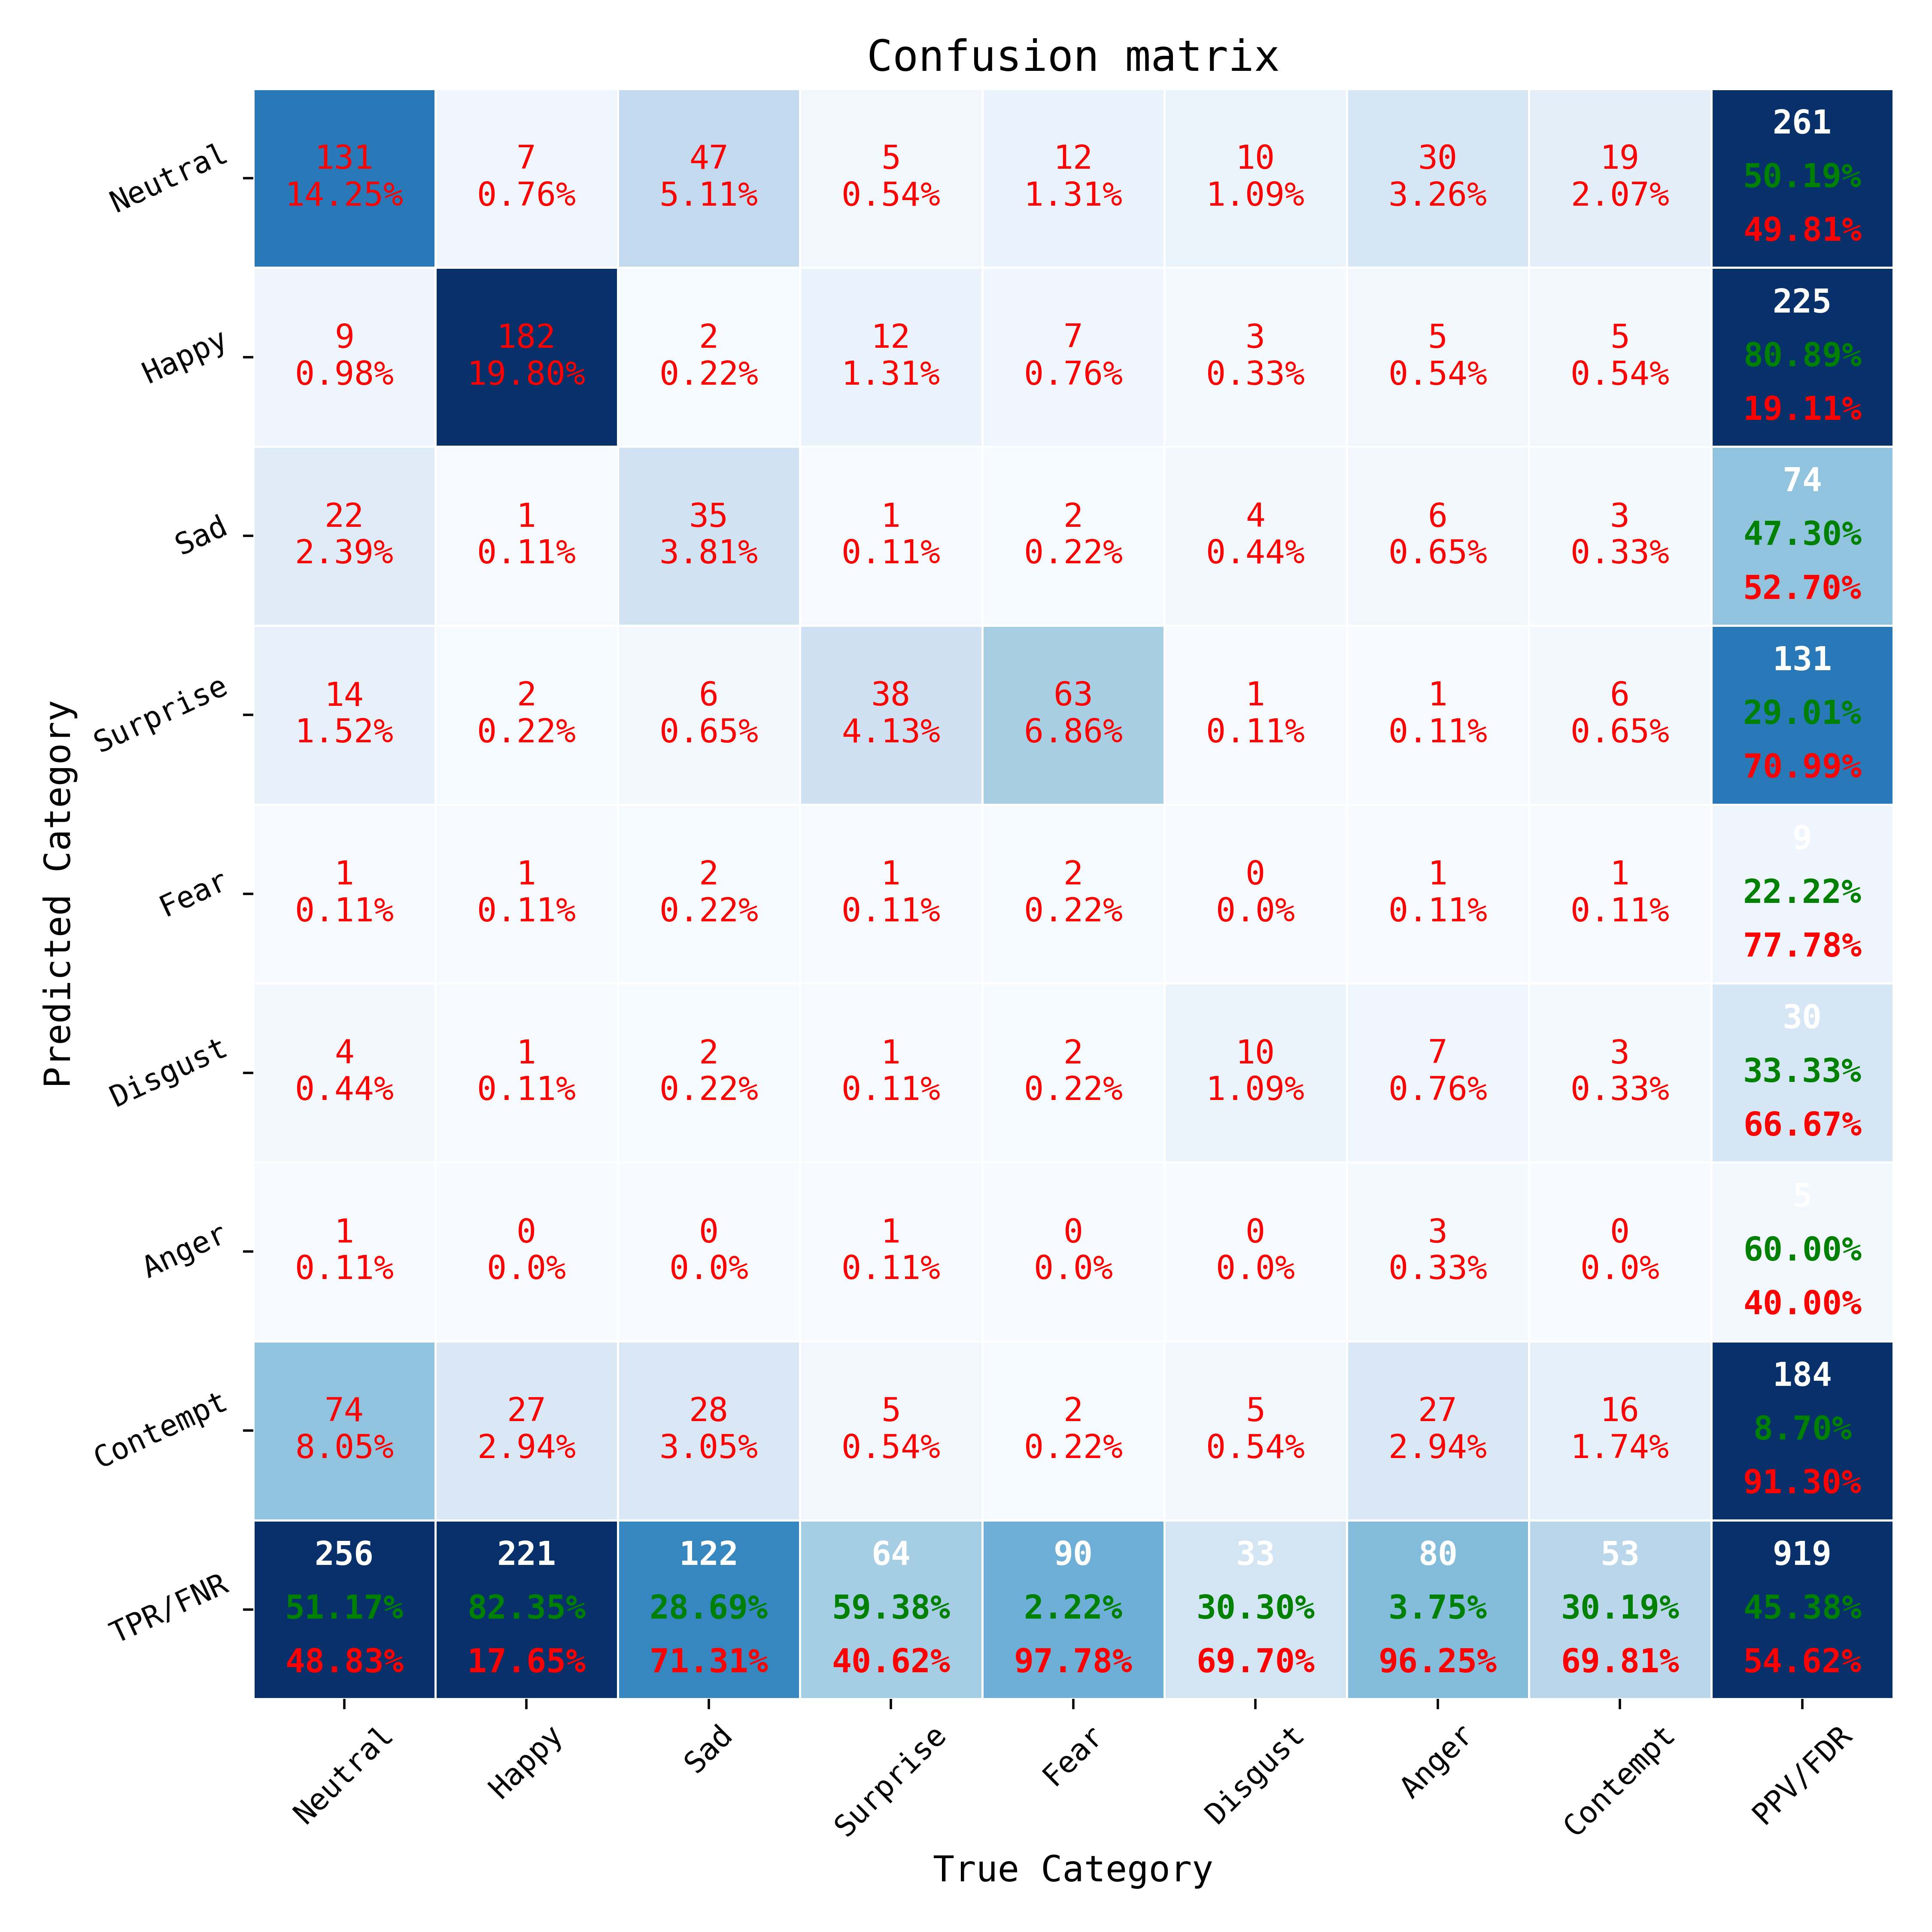 Confusion matrix
Predicted Category
Neutral
131 7 47 5 12 10 30 19 261
14.25% 0.76% 5.11% 0.54% 1.31% 1.09% 3.26% 2.07% 50.19%
49.81%
Happy
9 182 2 12 7 3 5 5 225
0.98% 19.80% 0.22% 1.31% 0.76% 0.33% 0.54% 0.54% 80.89%
19.11%
Sad
22 1 35 1 2 4 6 3 74
2.39% 0.11% 3.81% 0.11% 0.22% 0.44% 0.65% 0.33% 47.30%
52.70%
Surprise
14 2 6 38 63 1 1 6 131
1.52% 0.22% 0.65% 4.13% 6.86% 0.11% 0.11% 0.65% 29.01%
70.99%
Fear
1 1 2 1 2 0 1 1 9
0.11% 0.11% 0.22% 0.11% 0.22% 0.0% 0.11% 0.11% 22.22%
77.78%
Disgust
4 1 2 1 2 10 7 3 30
0.44% 0.11% 0.22% 0.11% 0.22% 1.09% 0.76% 0.33% 33.33%
66.67%
Anger
1 0 0 1 0 0 3 0 5
0.11% 0.0% 0.0% 0.11% 0.0% 0.0% 0.33% 0.0% 60.00%
40.00%
Contempt
74 27 28 5 2 5 27 16 184
8.05% 2.94% 3.05% 0.54% 0.22% 0.54% 2.94% 1.74% 8.70%
91.30%
TPR/FNR
256 221 122 64 90 33 80 53 919
51.17% 82.35% 28.69% 59.38% 2.22% 30.30% 3.75% 30.19% 45.38%
48.83% 17.65% 71.31% 40.62% 97.78% 69.70% 96.25% 69.81% 54.62%
Neutral Happy Sad Surprise Fear Disgust Anger Contempt PPV/FDR
True Category